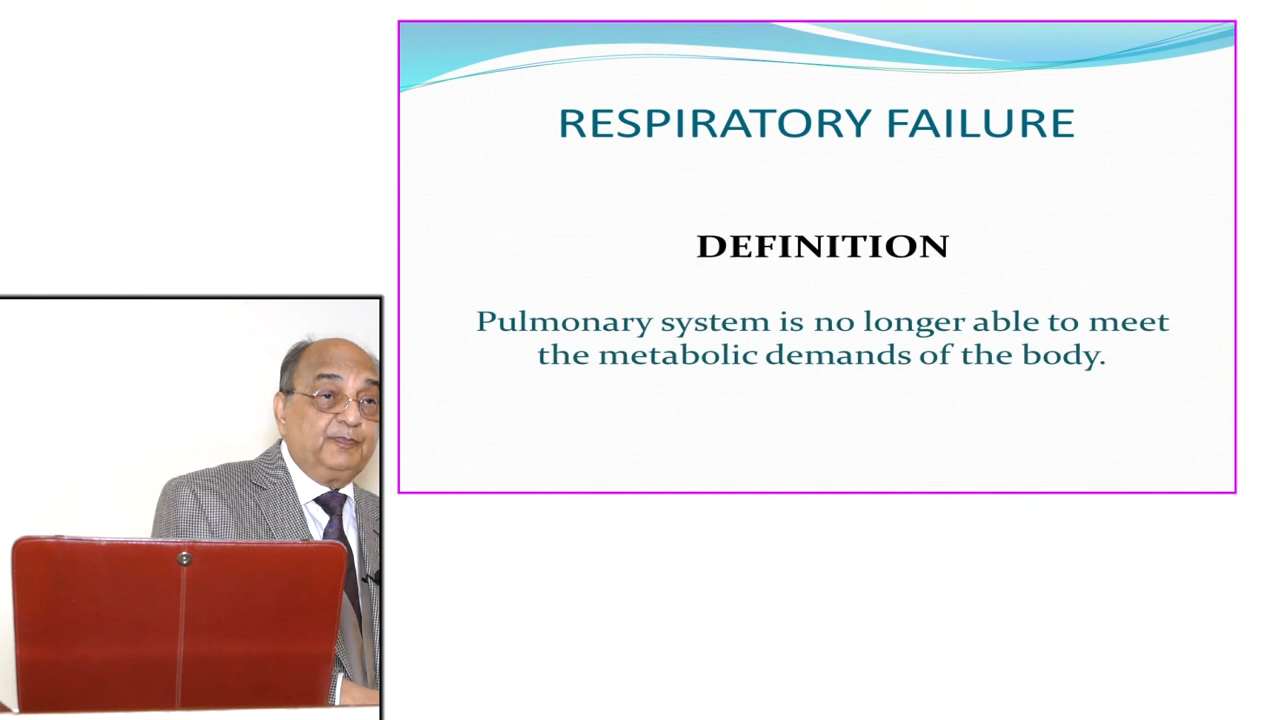 RESPIRATORY FAILURE
DEFINITION
Pulmonary system is no longer able to meet
the metabolic demands of the body.